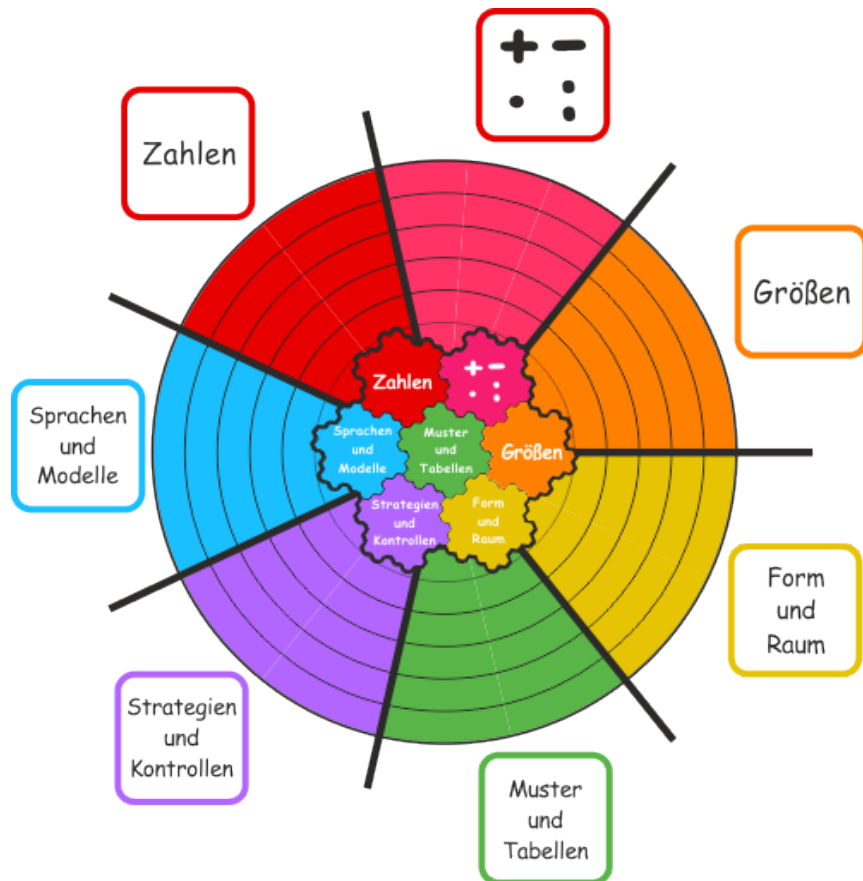 + -
· :
Zahlen
Größen
Zahlen
+ -
· :
Sprachen
und
Modelle
Sprachen
und
Modelle
Muster
und
Tabellen
Größen
Strategien
und
Kontrollen
Form
und
Raum
Form
und
Raum
Strategien
und
Kontrollen
Muster
und
Tabellen